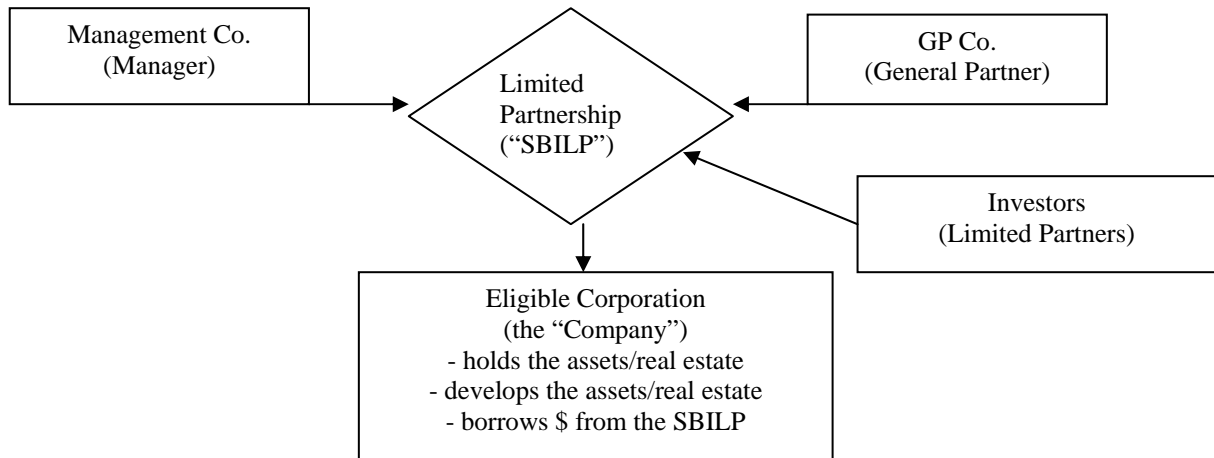 Management Co.
(Manager)
GP Co.
(General Partner)
Limited
Partnership
(“SBILP”)
Investors
(Limited Partners)
Eligible Corporation
(the “Company”)
- holds the assets/real estate
- develops the assets/real estate
- borrows $ from the SBILP